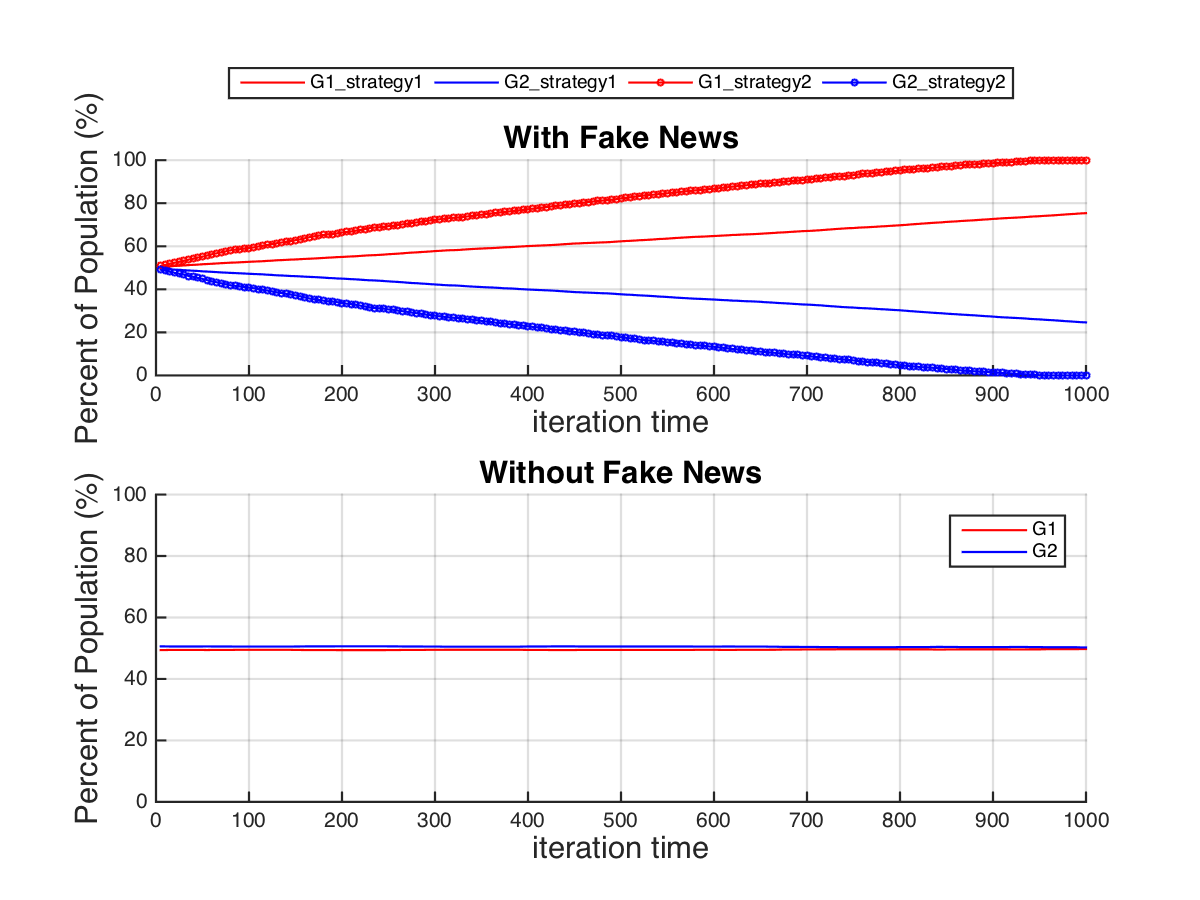 G1_strategy1 G2_strategy1 G1_strategy2 G2_strategy2
With Fake News
Percent of Population (%)
100
80
60
40
20
0
0 100 200 300 400 500 600 700 800 900 1000
iteration time
Without Fake News
Percent of Population (%)
100
80
60
40
20
0
G1
G2
0 100 200 300 400 500 600 700 800 900 1000
iteration time